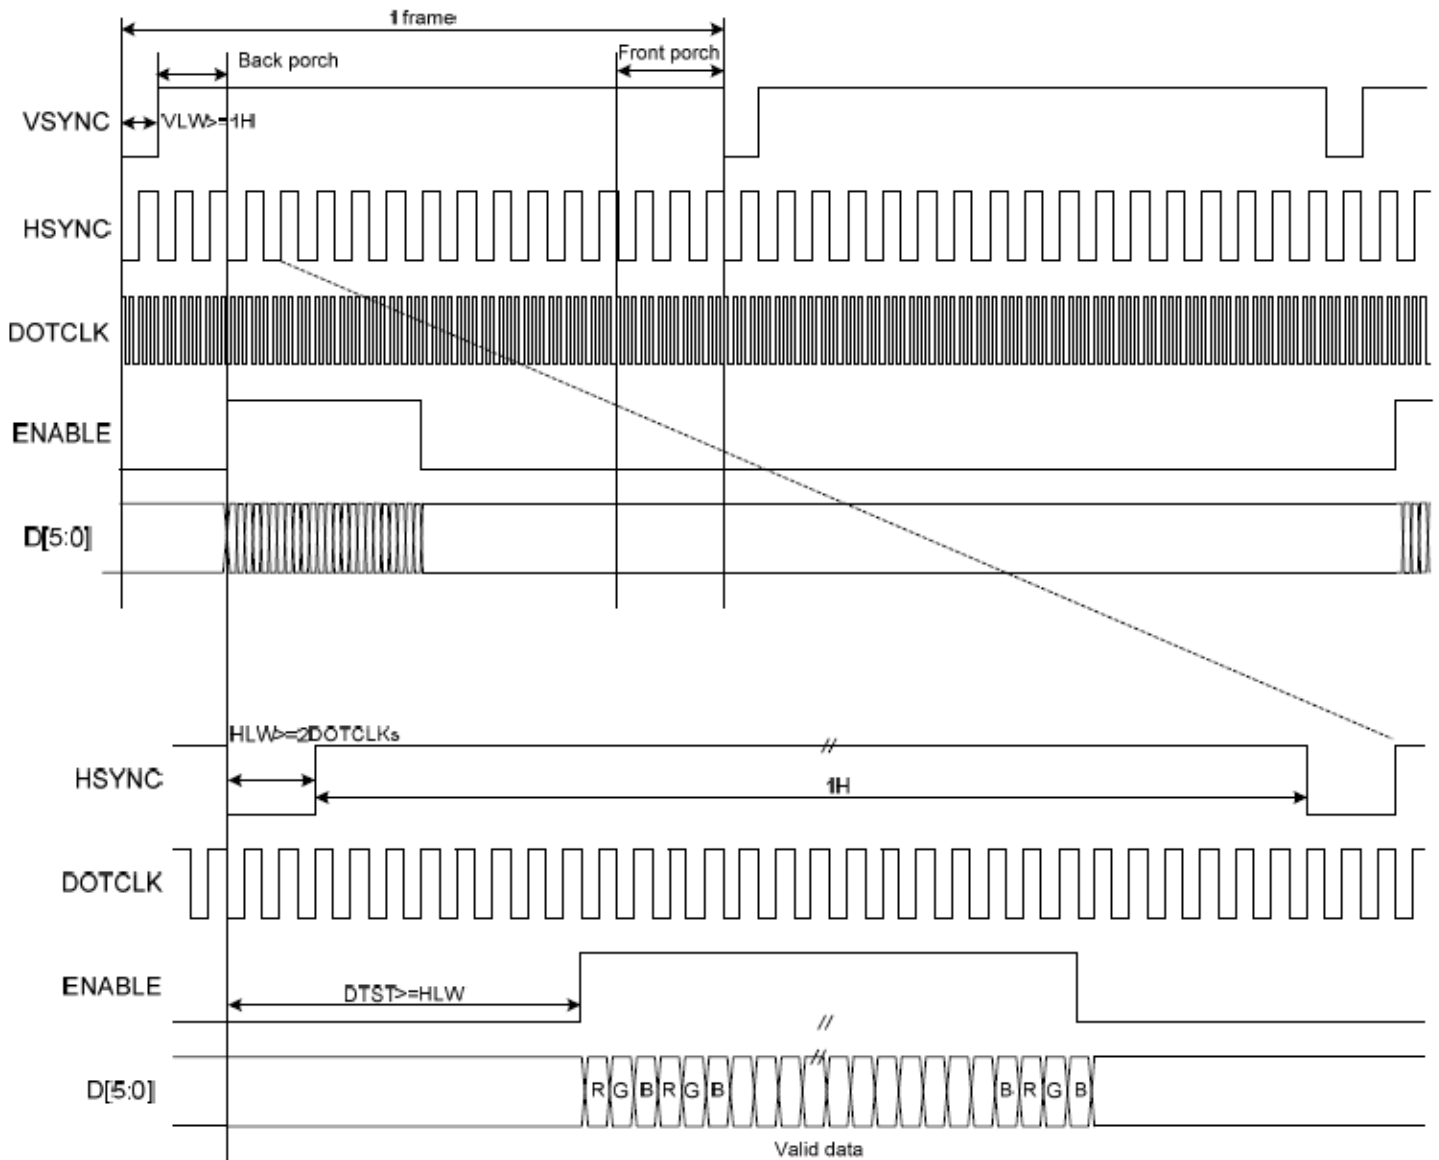 1 frame
Back porch
Front porch
VSYNC
VLW>=1H
HSYNC
DOTCLK
ENABLE
D[5:0]
HLW>=2DOTCLKs
//
HSYNC
1H
DOTCLK
ENABLE
DTST>=HLW
//
//
D[5:0]
R G B R G B B R G B
Valid data